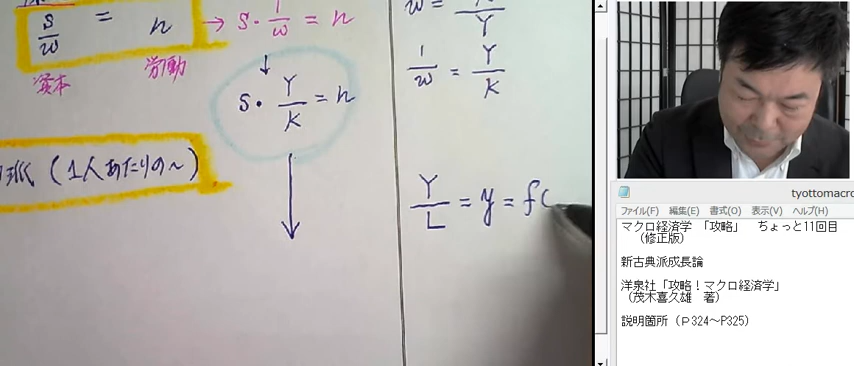 s/w = n → s・1/w = n
資本 労動
↓
s・Y/K = n
(1人あたりの〜)
Y
1/w = Y/K
Y/L = y = f(
tyottomacro
ファイル(F) 編集(E) 書式(O) 表示(V) ヘルプ(H)
マクロ経済学 「攻略」 ちょっと11回目
(修正版)
新古典派成長論
洋泉社「攻略！マクロ経済学」
(茂木喜久雄 著)
説明箇所 (P324〜P325)